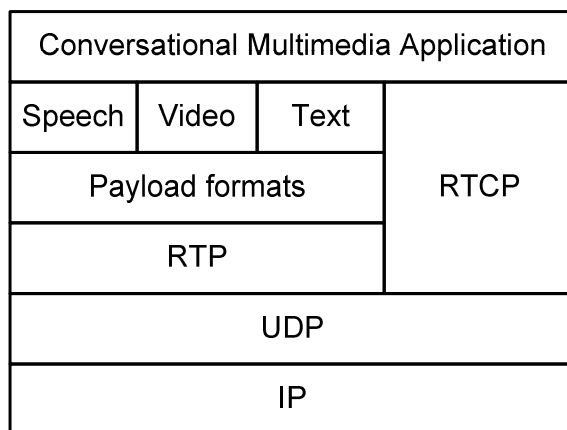 Conversational Multimedia Application
Speech Video Text
Payload formats
RTCP
RTP
UDP
IP